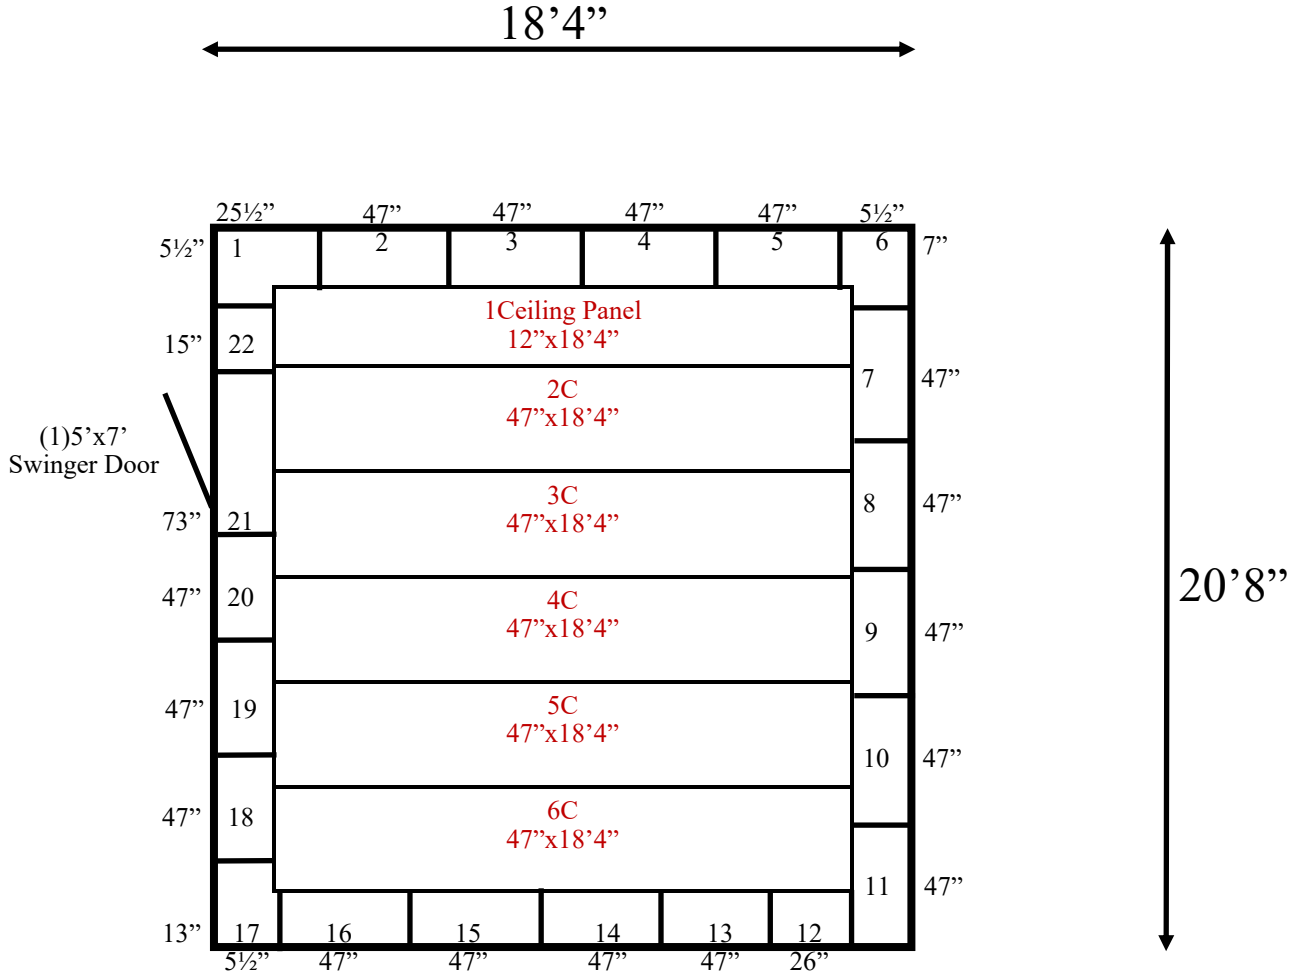 18’4”
25½” 47” 47” 47” 47” 5½”
5½” 1 2 3 4 5 6 7”
1Ceiling Panel
12”x18’4”
15” 22
7 47”
2C
47”x18’4”
(1)5’x7’
Swinger Door
3C
47”x18’4”
8 47”
73” 21
20’8”
47” 20
4C
47”x18’4”
9 47”
47” 19
5C
47”x18’4”
10 47”
47” 18
6C
47”x18’4”
11 47”
13” 17 16 15 14 13 12
5½” 47” 47” 47” 47” 26”